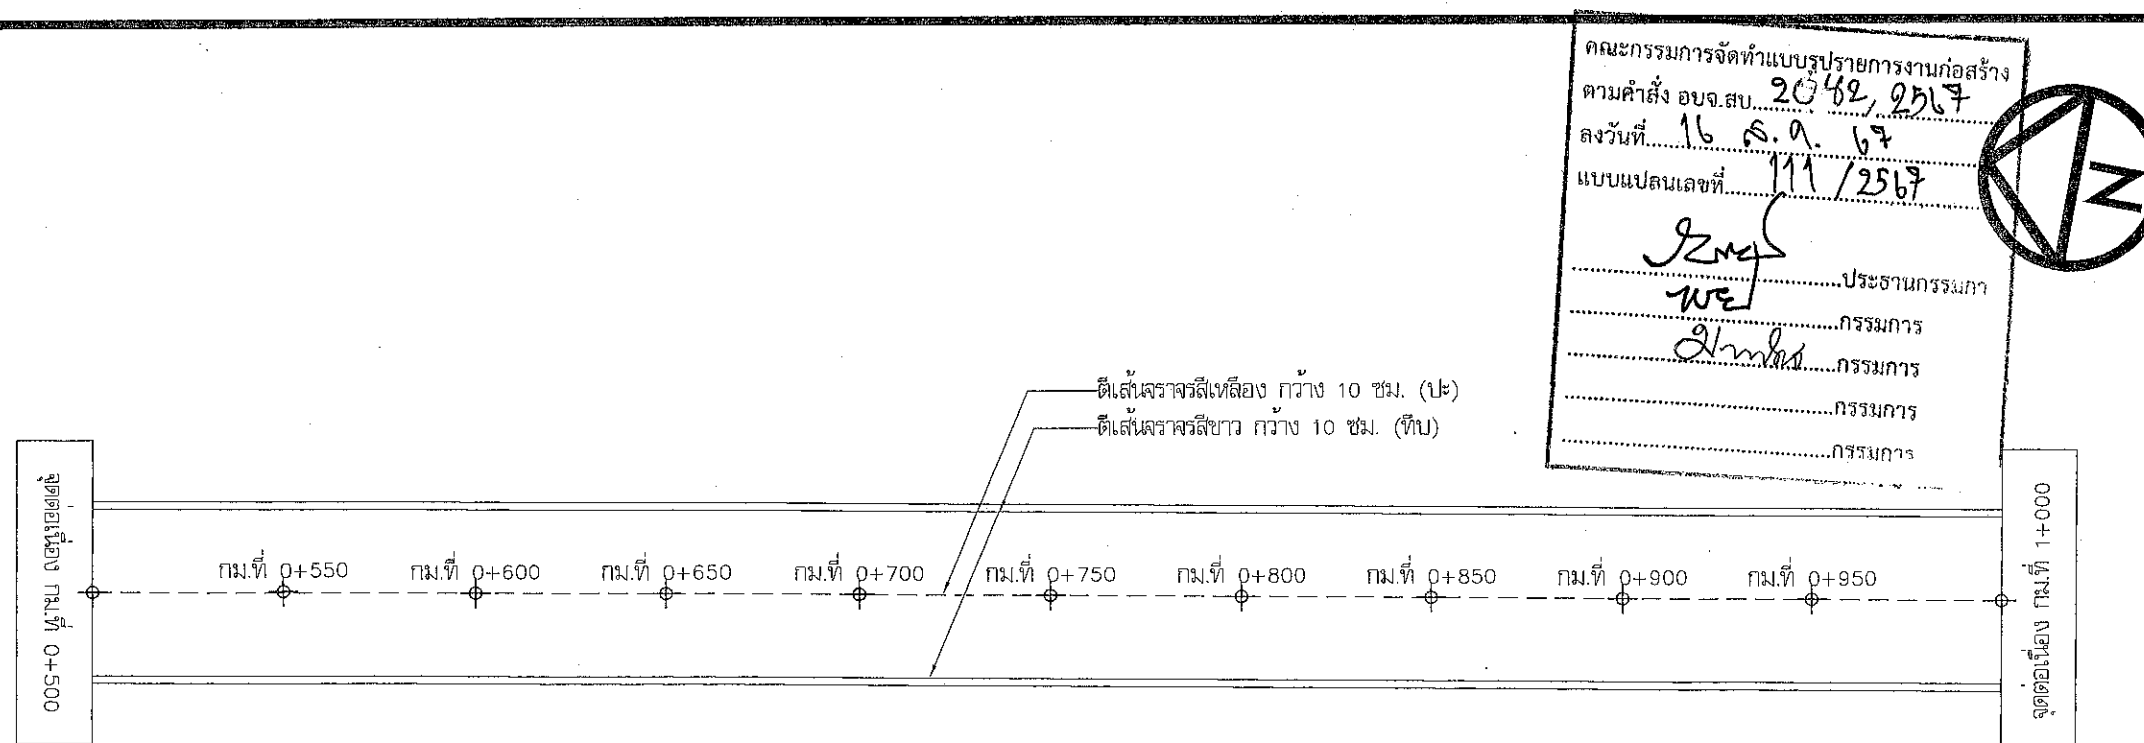 คณะกรรมการจัดทำแบบรูปรายการงานก่อสร้าง
ตามคำสั่ง อบจ.สบ. 2082, 2567
ลงวันที่ 16 ส.ค. 67
แบบแปลนเลขที่ 111 / 2567
ประธานกรรมกา
กรรมการ
กรรมการ
กรรมการ
กรรมการ
N
ตีเส้นจราจรสีเหลือง กว้าง 10 ซม. (ปะ)
ตีเส้นจราจรสีขาว กว้าง 10 ซม. (ทึบ)
จุดต่อเนื่อง กม.ที่ 0+500
กม.ที่ 0+550
กม.ที่ 0+600
กม.ที่ 0+650
กม.ที่ 0+700
กม.ที่ 0+750
กม.ที่ 0+800
กม.ที่ 0+850
กม.ที่ 0+900
กม.ที่ 0+950
จุดต่อเนื่อง กม.ที่ 1+000